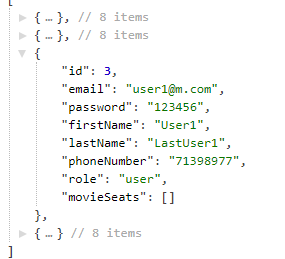 [
{ … }, // 8 items
{ … }, // 8 items
{
"id": 3,
"email": "user1@m.com",
"password": "123456",
"firstName": "User1",
"lastName": "LastUser1",
"phoneNumber": "71398977",
"role": "user",
"movieSeats": []
},
{ … } // 8 items
]